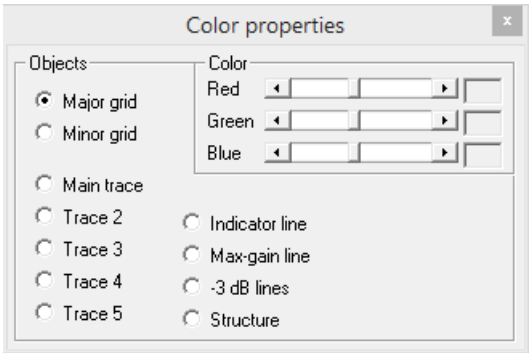 Color properties
x
Objects
Major grid
Minor grid
Main trace
Trace 2
Trace 3
Trace 4
Trace 5
Color
Red
Green
Blue
Indicator line
Max-gain line
-3 dB lines
Structure